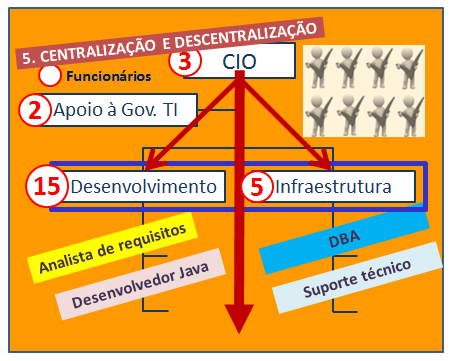 5. CENTRALIZAÇÃO E DESCENTRALIZAÇÃO
3 CIO
Funcionários
2 Apoio à Gov. TI
15 Desenvolvimento
5 Infraestrutura
Analista de requisitos
DBA
Desenvolvedor Java
Suporte técnico